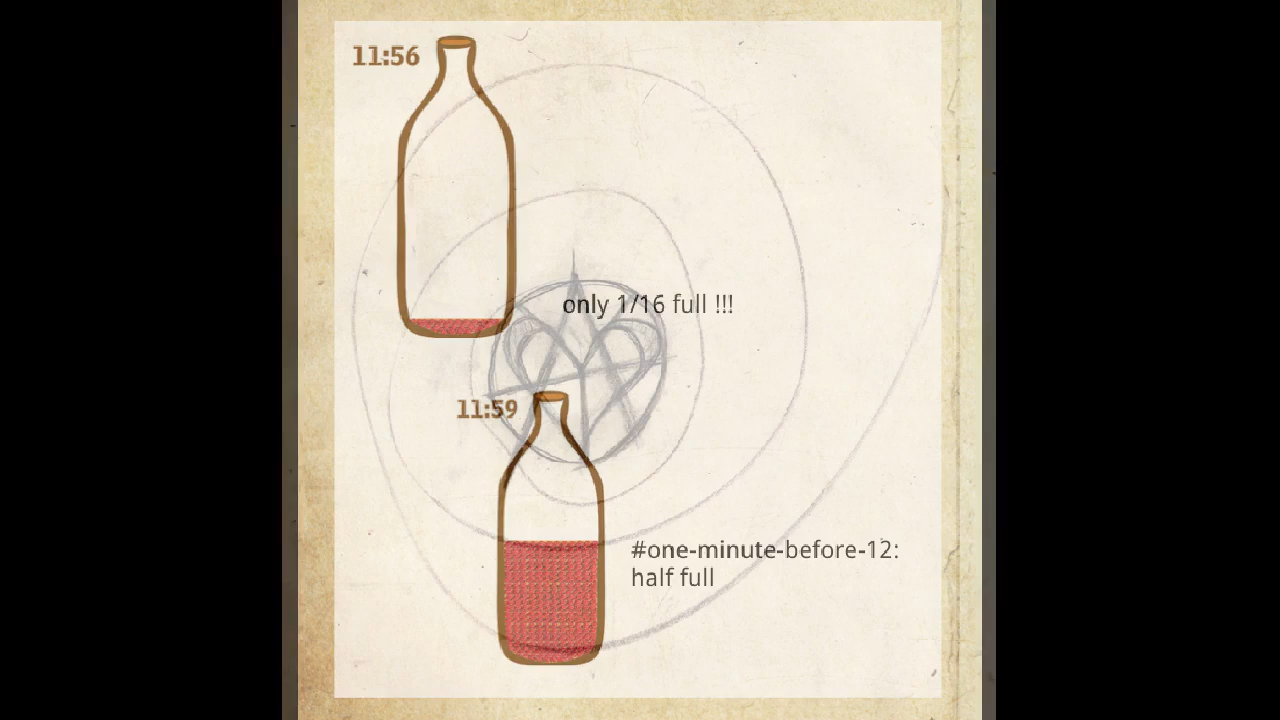 11:56
only 1/16 full !!!
11:59
#one-minute-before-12:
half full